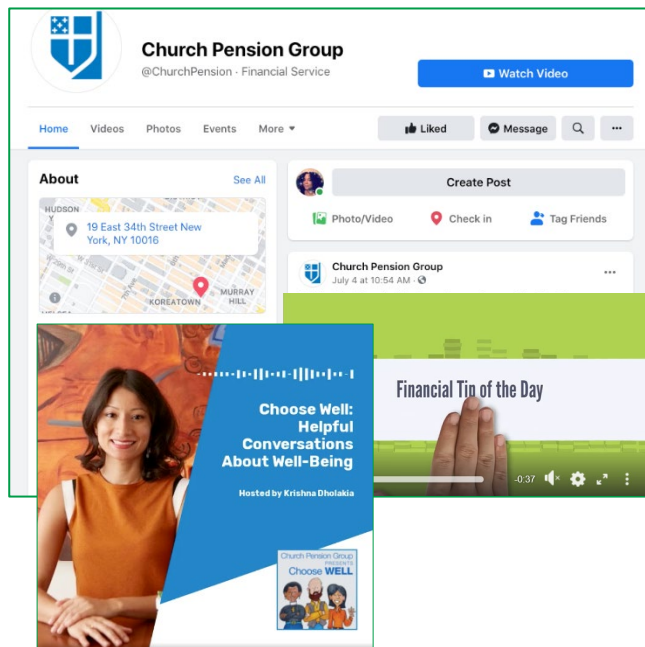 Church Pension Group
@ChurchPension · Financial Service
Watch Video
Home Videos Photos Events More
Liked Message
About See All
HUDSON
19 East 34th Street New
York, NY 10016
7th Ave
KOREATOWN
MURRAY
HILL
Create Post
Photo/Video Check in Tag Friends
Church Pension Group
July 4 at 10:54 AM ·
Financial Tip of the Day
-0:37
Choose Well:
Helpful
Conversations
About Well-Being
Hosted by Krishna Dholakia
Church Pension Group
PRESENTS
Choose WELL